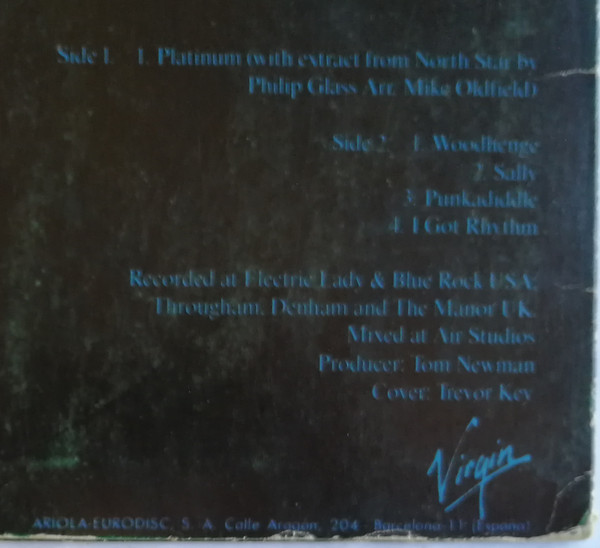 Side 1. 1. Platinum (with extract from North Star by
Philip Glass Arr. Mike Oldfield)
Side 2. 1. Woodhenge
2. Sally
3. Punkadiddle
4. I Got Rhythm
Recorded at Electric Lady & Blue Rock USA.
Througham, Denham and The Manor UK.
Mixed at Air Studios
Producer: Tom Newman
Cover: Trevor Key
Virgin
ARIOLA-EURODISC, S. A. Calle Aragón, 204 - Barcelona-11 (España)